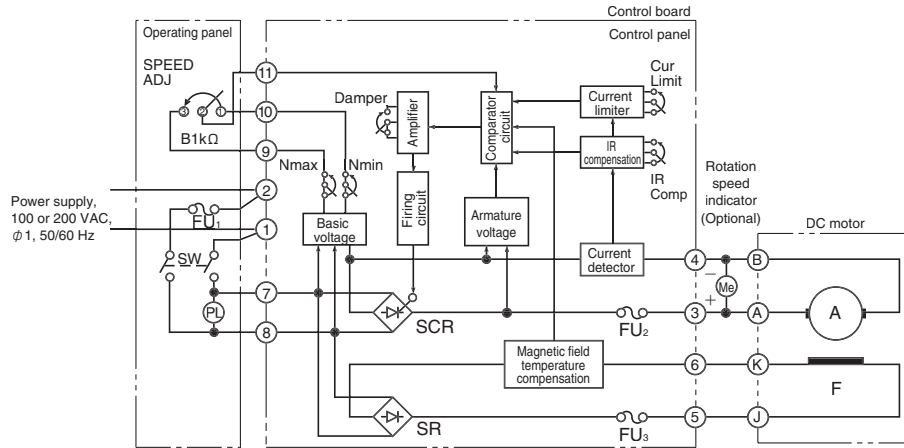 Control board
Operating panel
Control panel
SPEED
ADJ
11
3
2
1
10
B1kΩ
9
Damper
Amplifier
Comparator
circuit
Current
limiter
Cur
Limit
IR
compensation
IR
Comp
Nmax
Nmin
Power supply,
100 or 200 VAC,
ϕ1, 50/60 Hz
2
FU1
1
Basic
voltage
Firing
circuit
Armature
voltage
Current
detector
Rotation
speed
indicator
(Optional)
DC motor
SW
4
B
−
Me
+
7
PL
8
SCR
FU2
3
A
A
Magnetic field
temperature
compensation
6
K
F
SR
FU3
5
J